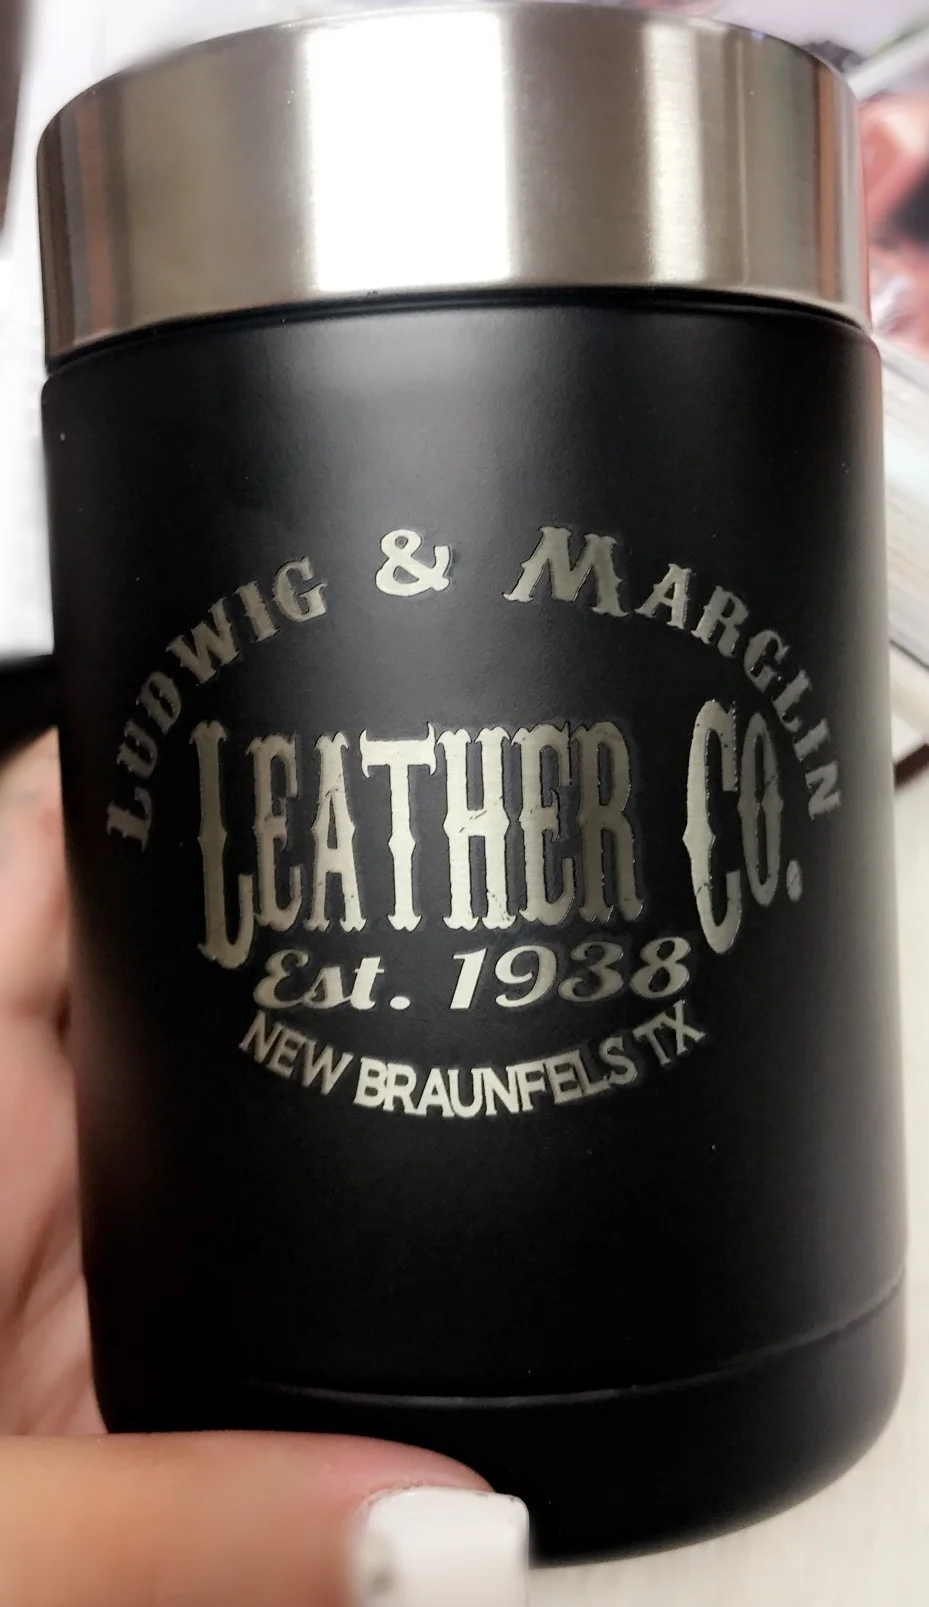 LUDWIG & MARGLIN
LEATHER CO.
Est. 1938
NEW BRAUNFELS TX